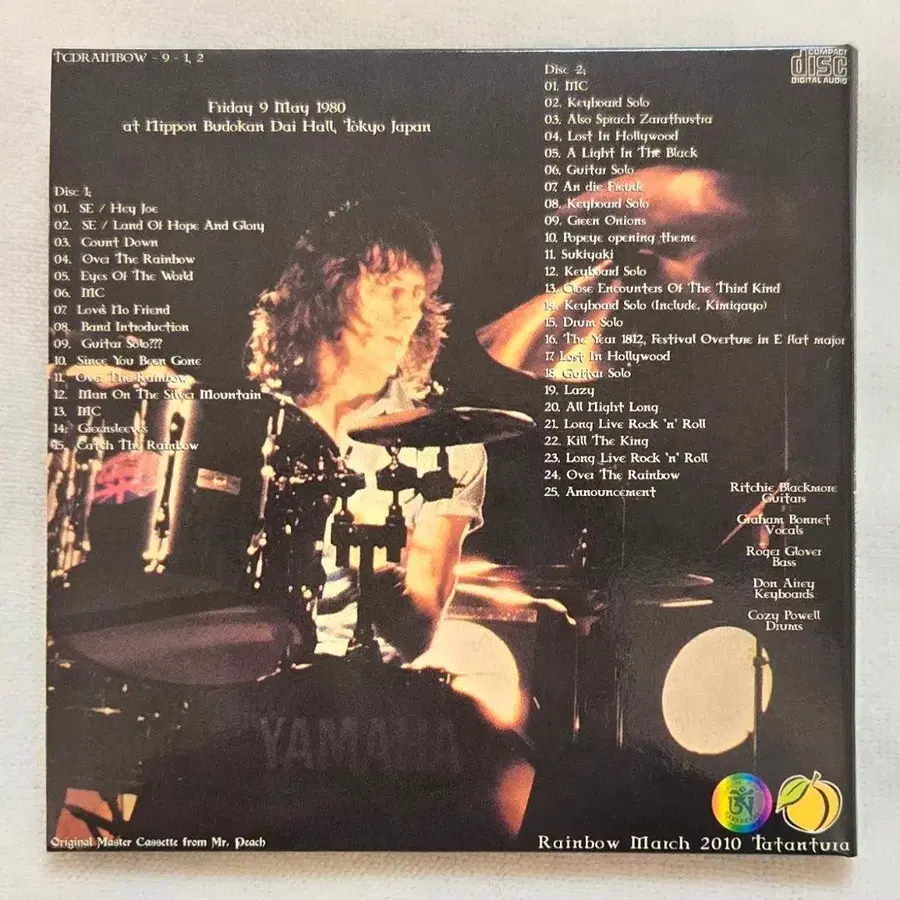 TCDRAINBOW - 9 - 1, 2
Friday 9 May 1980
at Nippon Budokan Dai Hall, Tokyo Japan
Disc 1;
01. SE / Hey Joe
02. SE / Land Of Hope And Glory
03. Count Down
04. Over The Rainbow
05. Eyes Of The World
06. MC
07. Love No Friend
08. Band Introduction
09. Guitar Solo???
10. Since You Been Gone
11. Over The Rainbow
12. Man On The Silver Mountain
13. MC
14. Greensleeves
15. Catch The Rainbow
COMPACT
disc
DIGITAL AUDIO
Disc 2;
01. MC
02. Keyboard Solo
03. Also Sprach Zarathustra
04. Lost In Hollywood
05. A Light In The Black
06. Guitar Solo
07. An die Freude
08. Keyboard Solo
09. Green Onions
10. Popeye opening theme
11. Sukiyaki
12. Keyboard Solo
13. Close Encounters Of The Third Kind
14. Keyboard Solo (Include, Kimigayo)
15. Drum Solo
16. The Year 1812, Festival Overture in E flat major
17. Lost In Hollywood
18. Guitar Solo
19. Lazy
20. All Night Long
21. Long Live Rock 'n' Roll
22. Kill The King
23. Long Live Rock 'n' Roll
24. Over The Rainbow
25. Announcement
Ritchie Blackmore
Guitars
Graham Bonnet
Vocals
Roger Glover
Bass
Don Airey
Keyboards
Cozy Powell
Drums
YAMAHA
Original Master Cassette from Mr. Peach
Rainbow March 2010 Tatantura